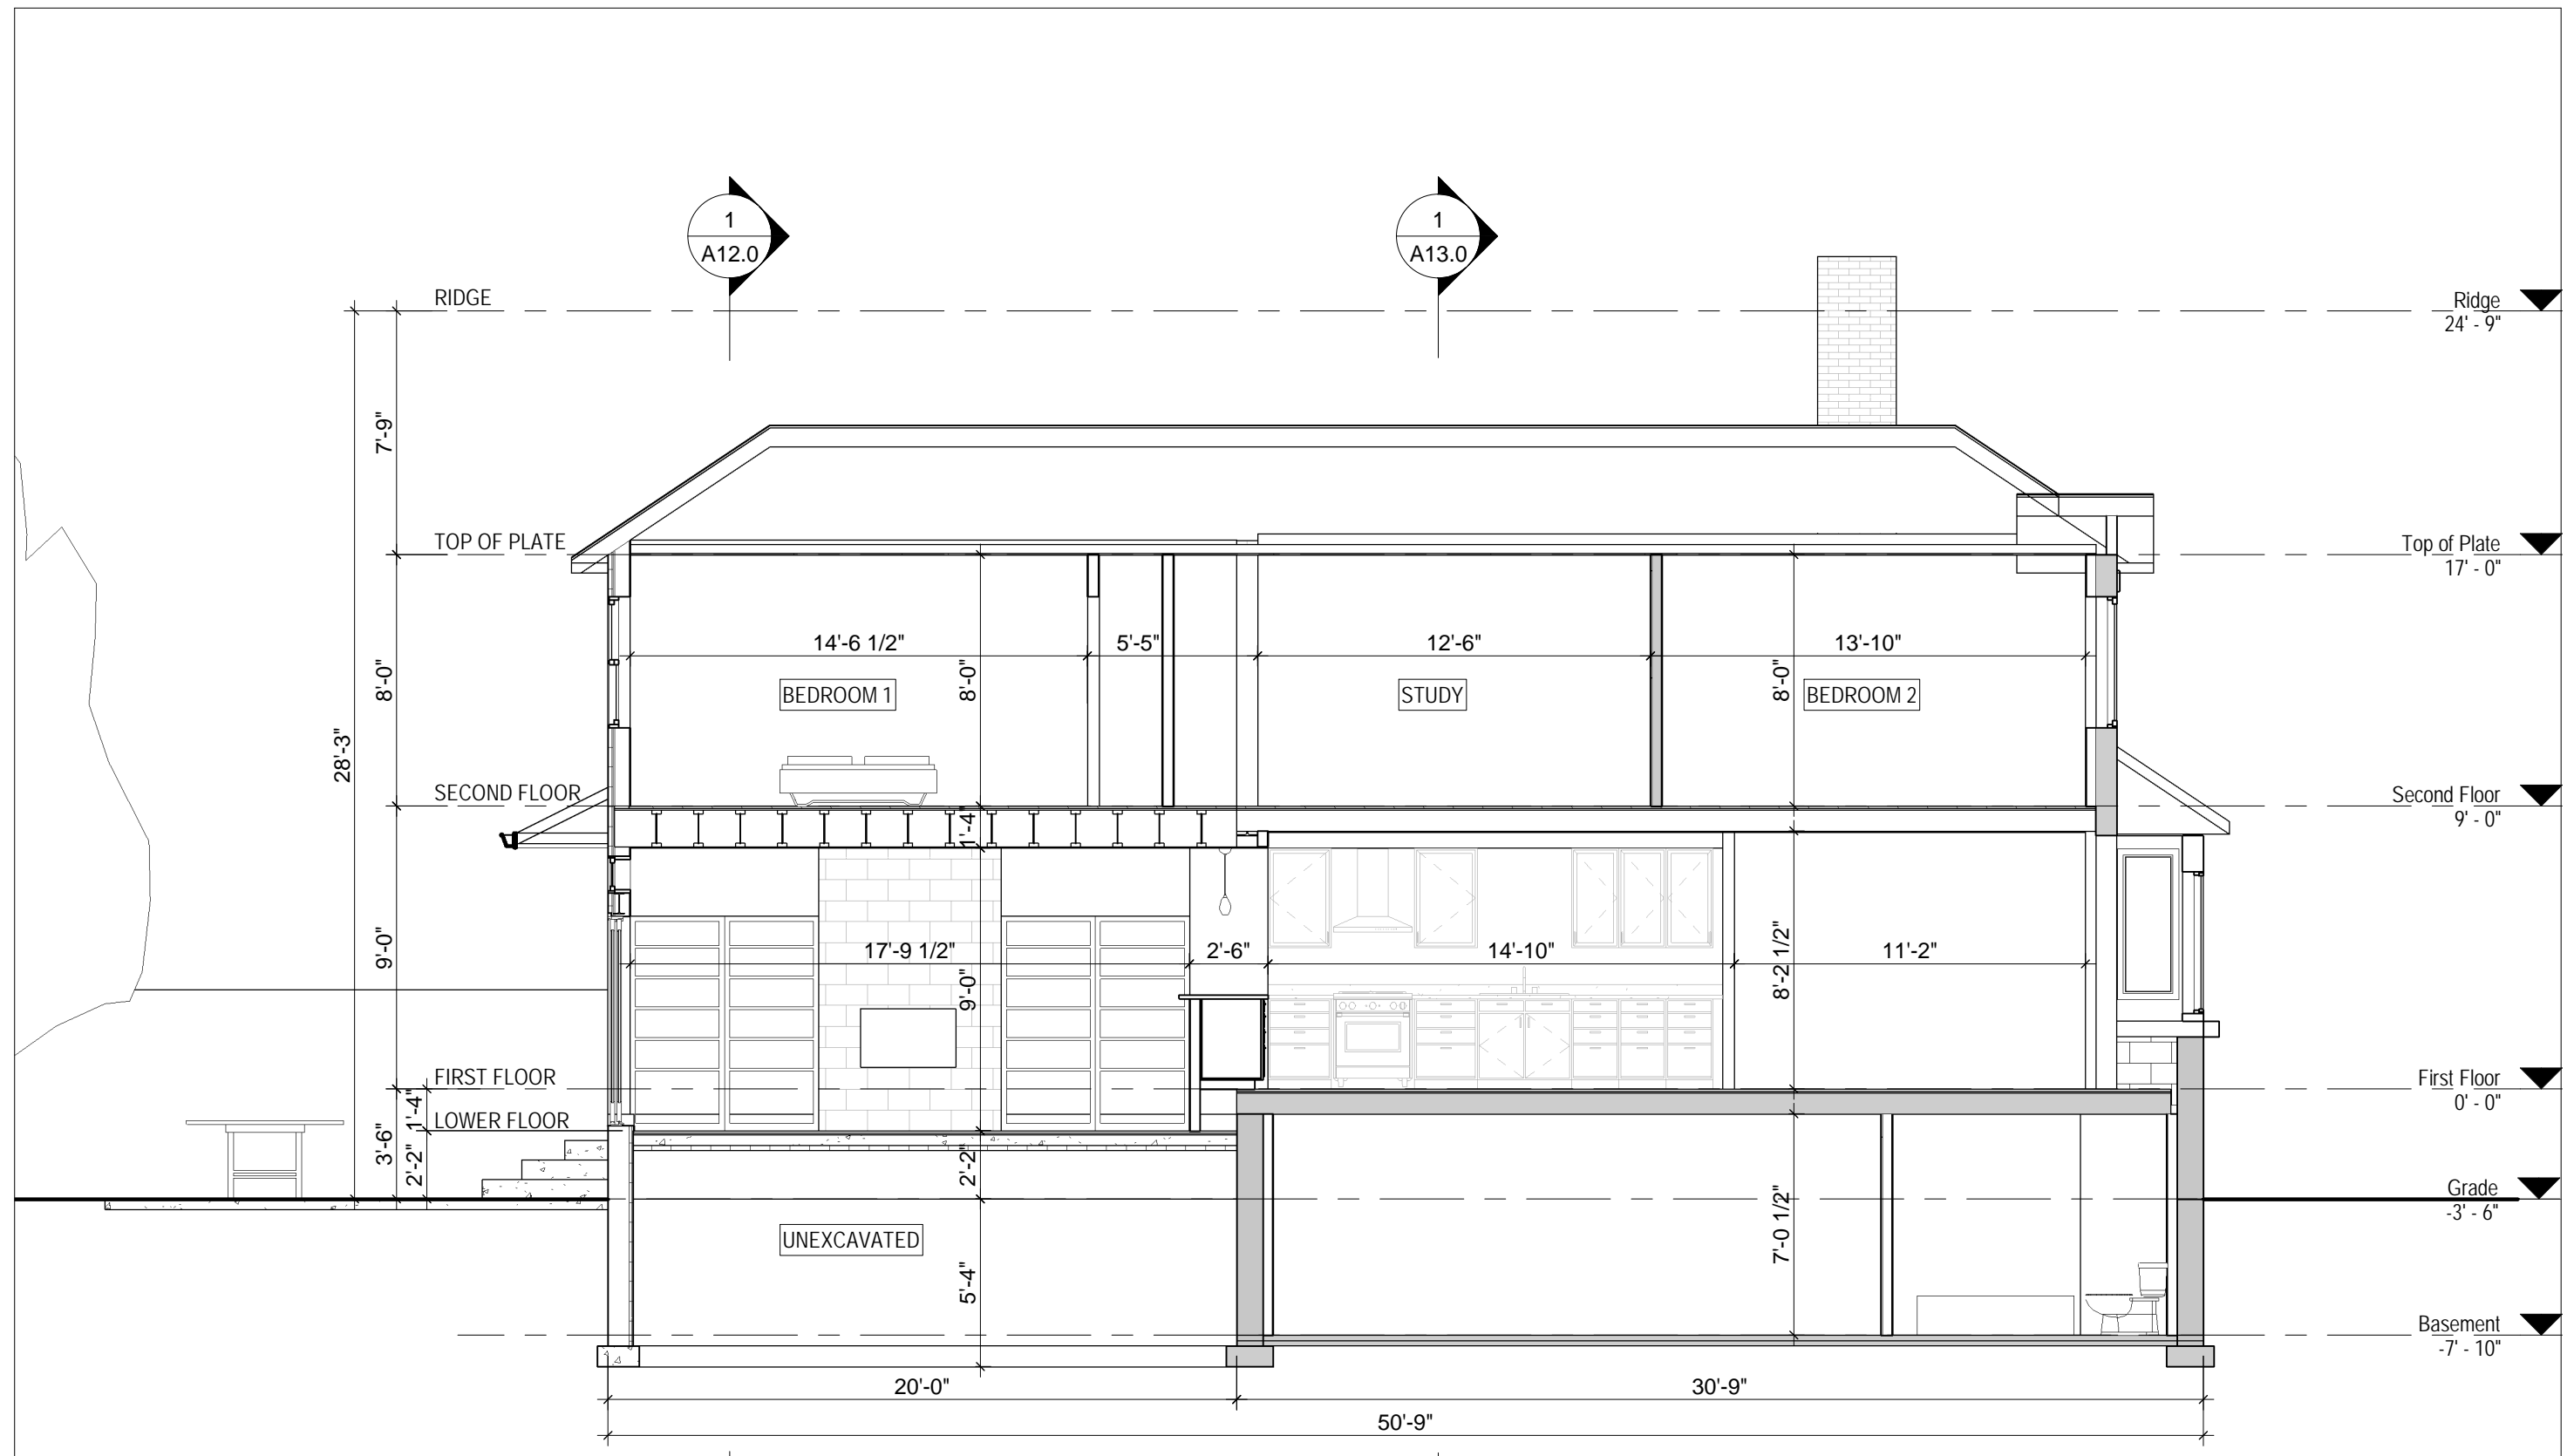 1
A12.0
1
A13.0
RIDGE
Ridge
24' - 9"
7'-9"
TOP OF PLATE
Top of Plate
17' - 0"
14'-6 1/2"
5'-5"
12'-6"
13'-10"
8'-0"
8'-0"
8'-0"
BEDROOM 1
STUDY
BEDROOM 2
28'-3"
SECOND FLOOR
Second Floor
9' - 0"
1'-4"
9'-0"
17'-9 1/2"
2'-6"
14'-10"
11'-2"
9'-0"
8'-2 1/2"
FIRST FLOOR
First Floor
0' - 0"
1'-4"
LOWER FLOOR
3'-6"
2'-2"
2'-2"
Grade
-3' - 6"
7'-0 1/2"
UNEXCAVATED
5'-4"
Basement
-7' - 10"
20'-0"
30'-9"
50'-9"